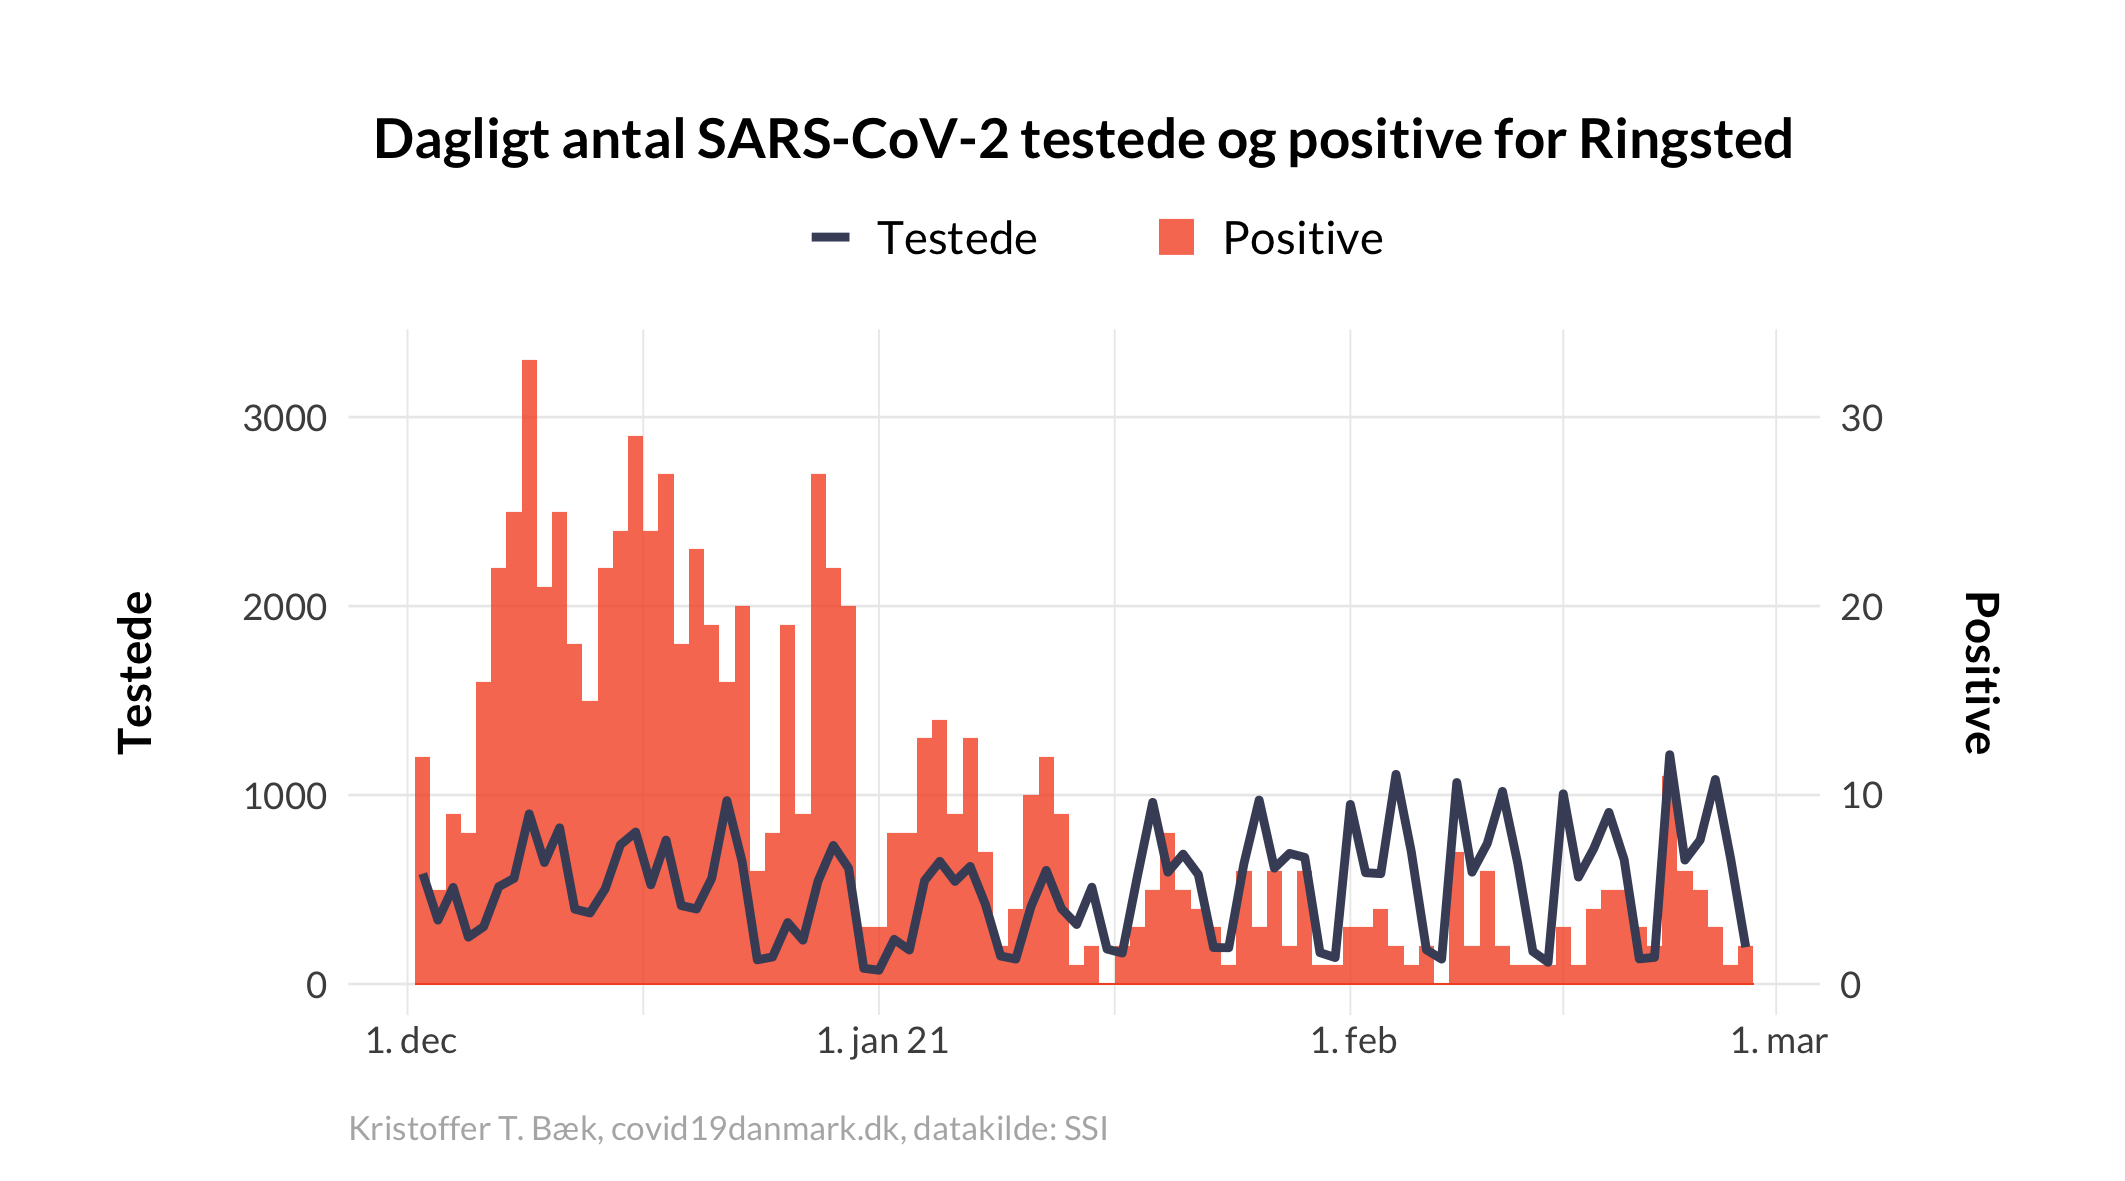 Dagligt antal SARS-CoV-2 testede og positive for Ringsted
Testede
Positive
3000
2000
1000
0
Testede
30
20
10
0
Positive
1. dec
1. jan 21
1. feb
1. mar
Kristoffer T. Bæk, covid19danmark.dk, datakilde: SSI